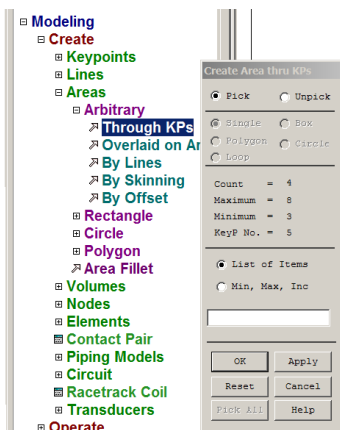 Modeling
Create
Keypoints
Lines
Areas
Arbitrary
Through KPs
Overlaid on Ar
By Lines
By Skinning
By Offset
Rectangle
Circle
Polygon
Area Fillet
Volumes
Nodes
Elements
Contact Pair
Piping Models
Circuit
Racetrack Coil
Transducers
Operate
Create Area thru KPs
Pick Unpick
Single Box
Polygon Circle
Loop
Count = 4
Maximum = 8
Minimum = 3
KeyP No. = 5
List of Items
Min, Max, Inc
OK Apply
Reset Cancel
Pick All Help